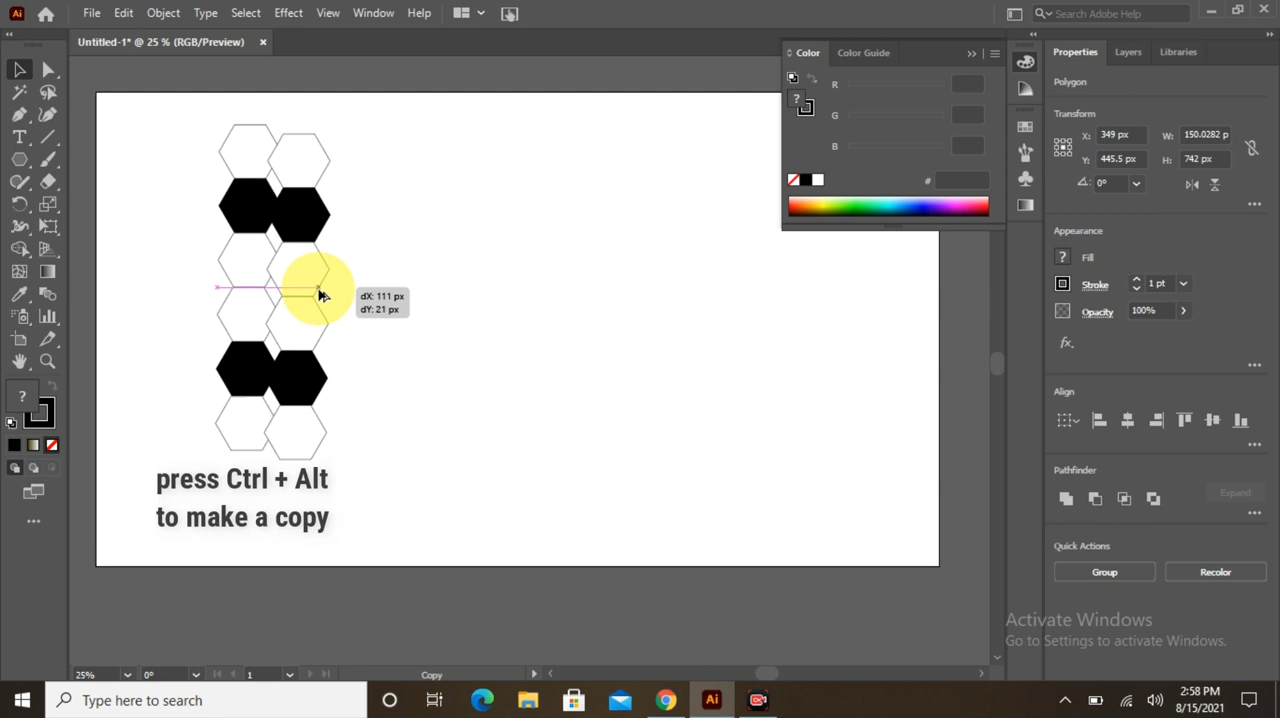 Ai File Edit Object Type Select Effect View Window Help Search Adobe Help
Untitled-1* @ 25 % (RGB/Preview) ×
Color Color Guide
? R
G
B
#
Properties Layers Libraries
Polygon
Transform
X: 349 px W: 150.0282 p
Y: 445.5 px H: 742 px
0°
Appearance
? Fill
Stroke 1 pt
Opacity 100%
fx.
Align
Pathfinder
Expand
Quick Actions
Group Recolor
dX: 111 px
dY: 21 px
?
press Ctrl + Alt
to make a copy
Activate Windows
Go to Settings to activate Windows.
25% 0° 1 Copy
Type here to search Ai 2:58 PM
8/15/2021